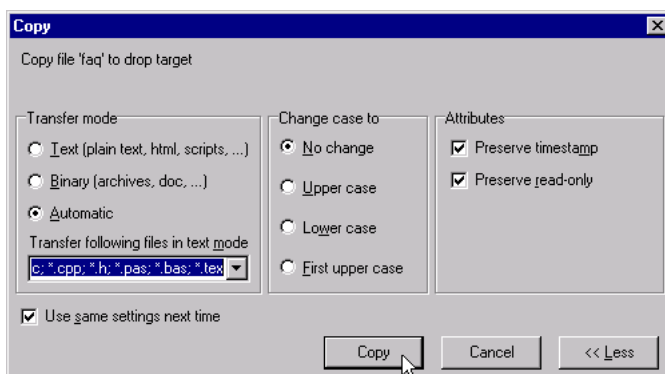 Copy
Copy file 'faq' to drop target
Transfer mode
Text (plain text, html, scripts, ...)
Binary (archives, doc, ...)
Automatic
Transfer following files in text mode
c; *.cpp; *.h; *.pas; *.bas; *.tex
Change case to
No change
Upper case
Lower case
First upper case
Attributes
Preserve timestamp
Preserve read-only
Use same settings next time
Copy
Cancel
<< Less